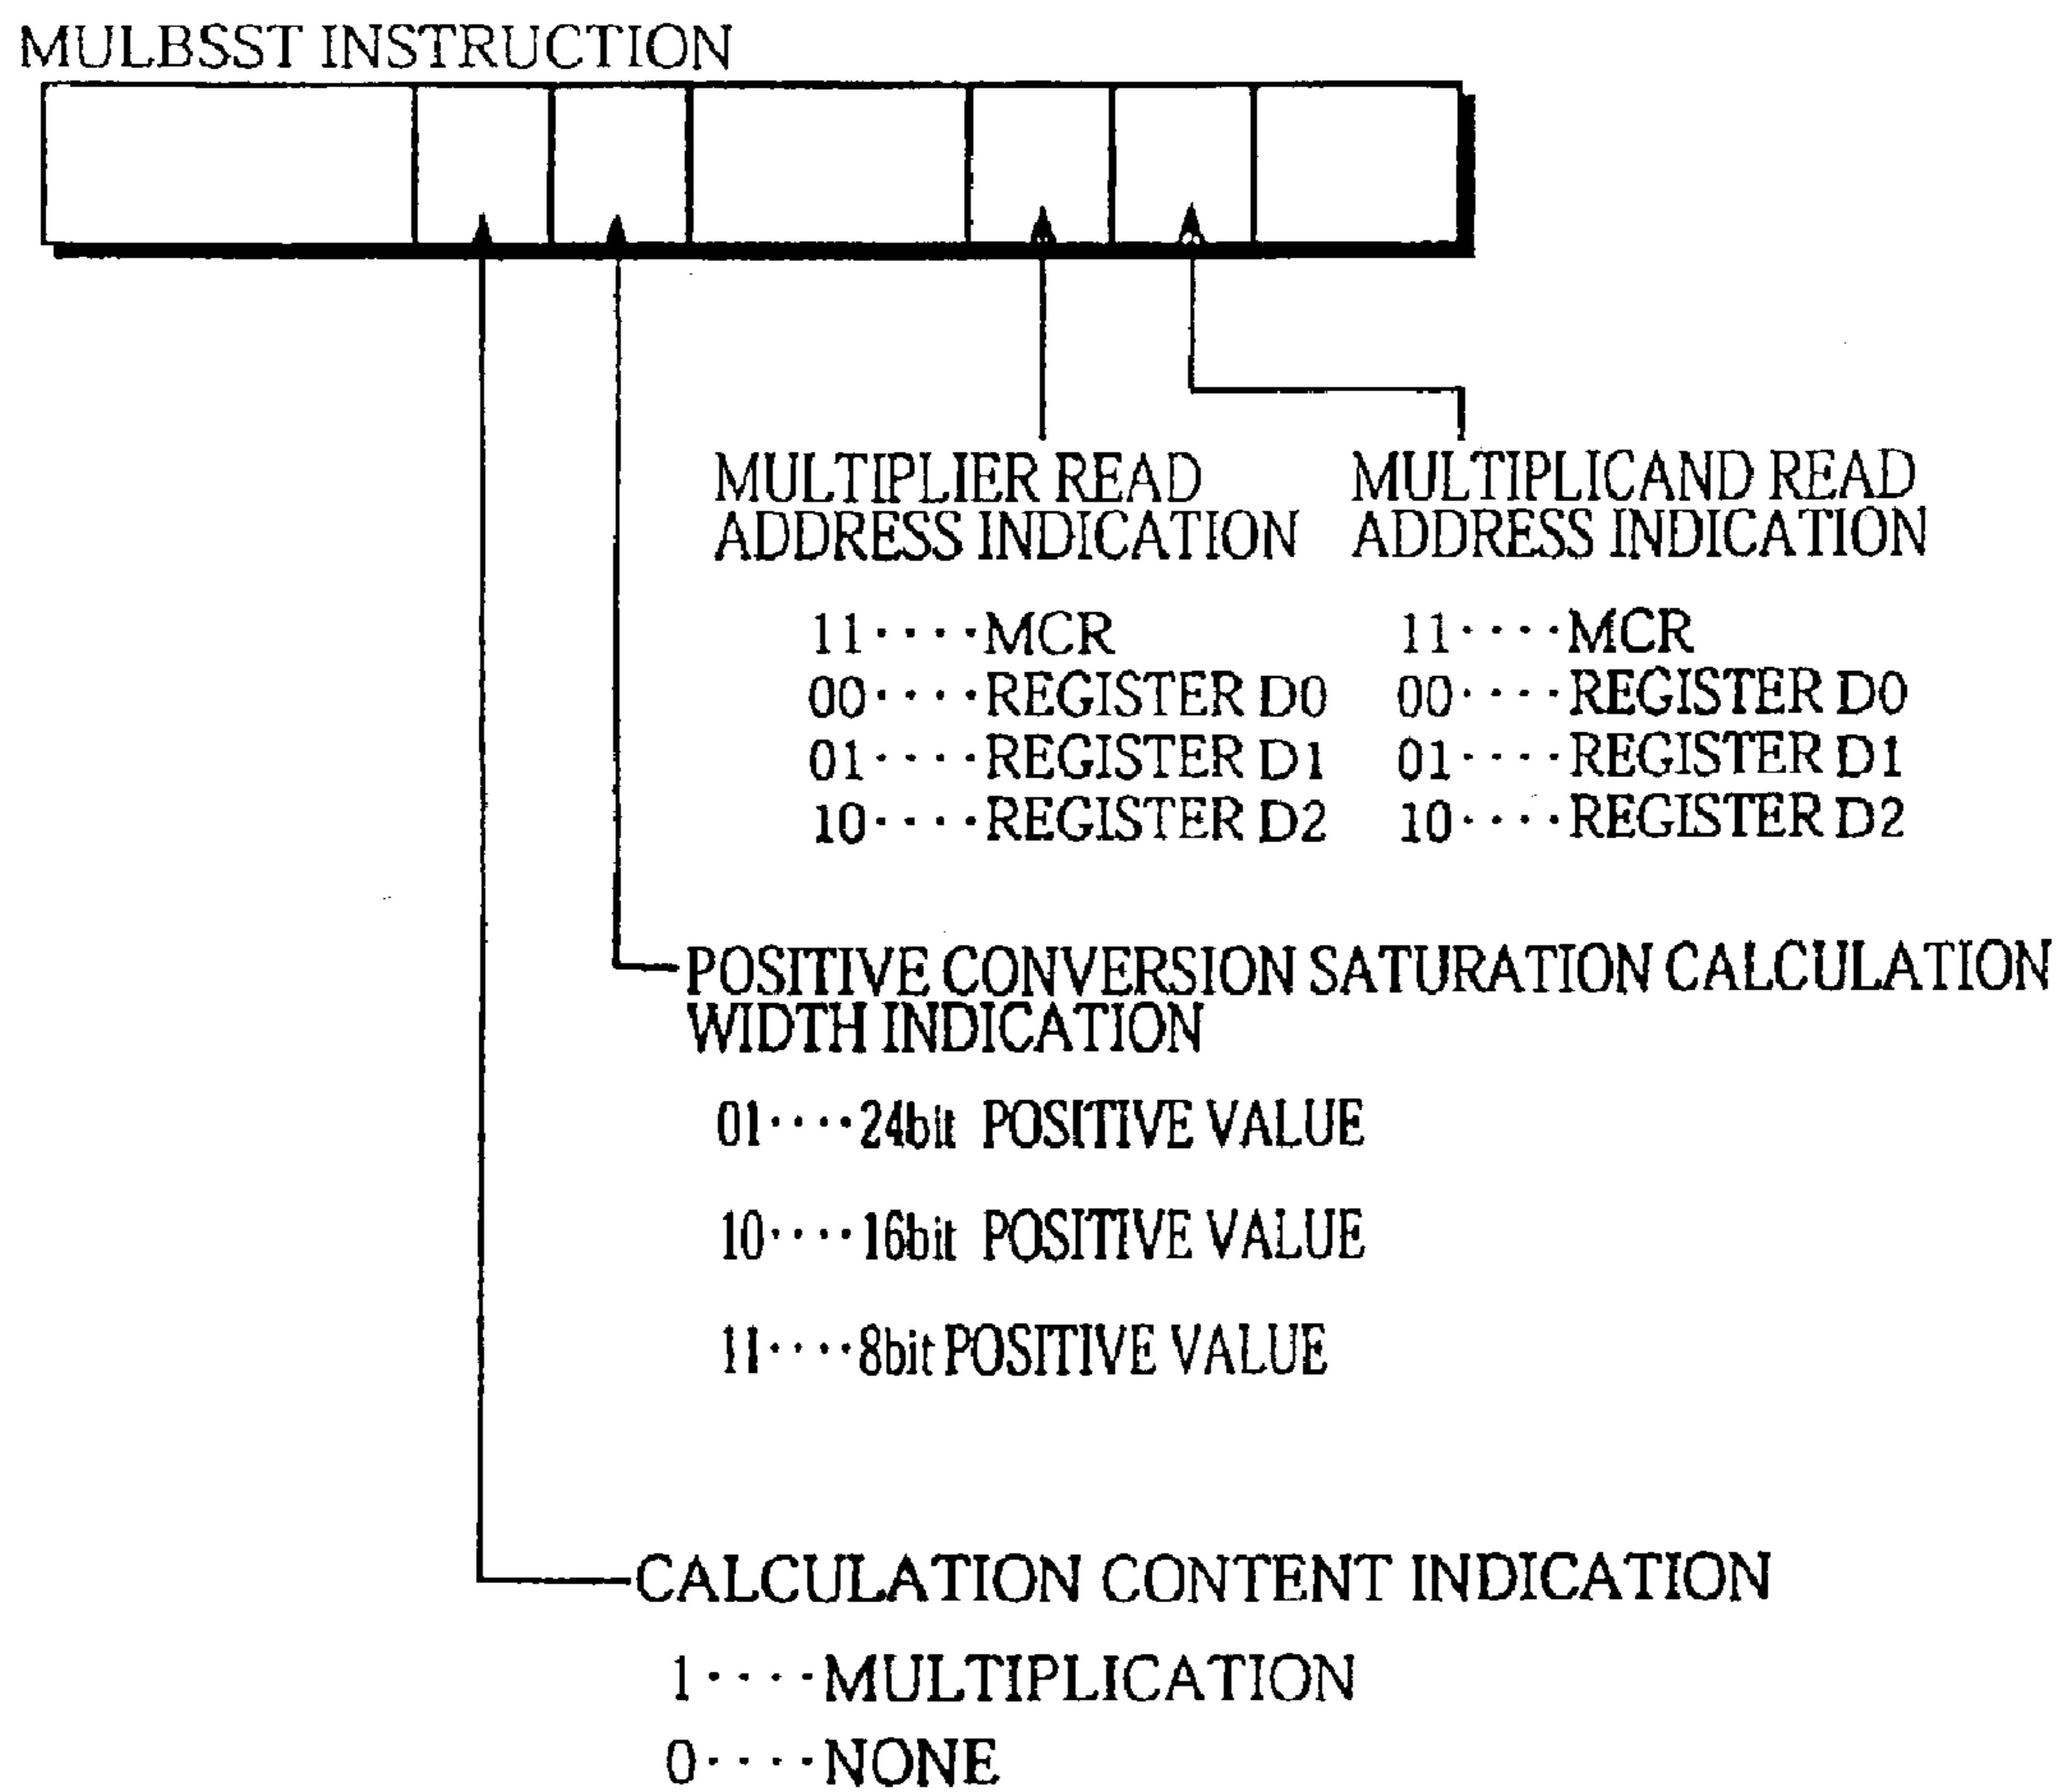 MULBSST INSTRUCTION
MULTIPLIER READ
ADDRESS INDICATION
11····MCR
00····REGISTER D0
01····REGISTER D1
10····REGISTER D2
MULTIPLICAND READ
ADDRESS INDICATION
11····MCR
00····REGISTER D0
01····REGISTER D1
10····REGISTER D2
POSITIVE CONVERSION SATURATION CALCULATION
WIDTH INDICATION
01····24bit POSITIVE VALUE
10····16bit POSITIVE VALUE
11····8bit POSITIVE VALUE
CALCULATION CONTENT INDICATION
1····MULTIPLICATION
0····NONE